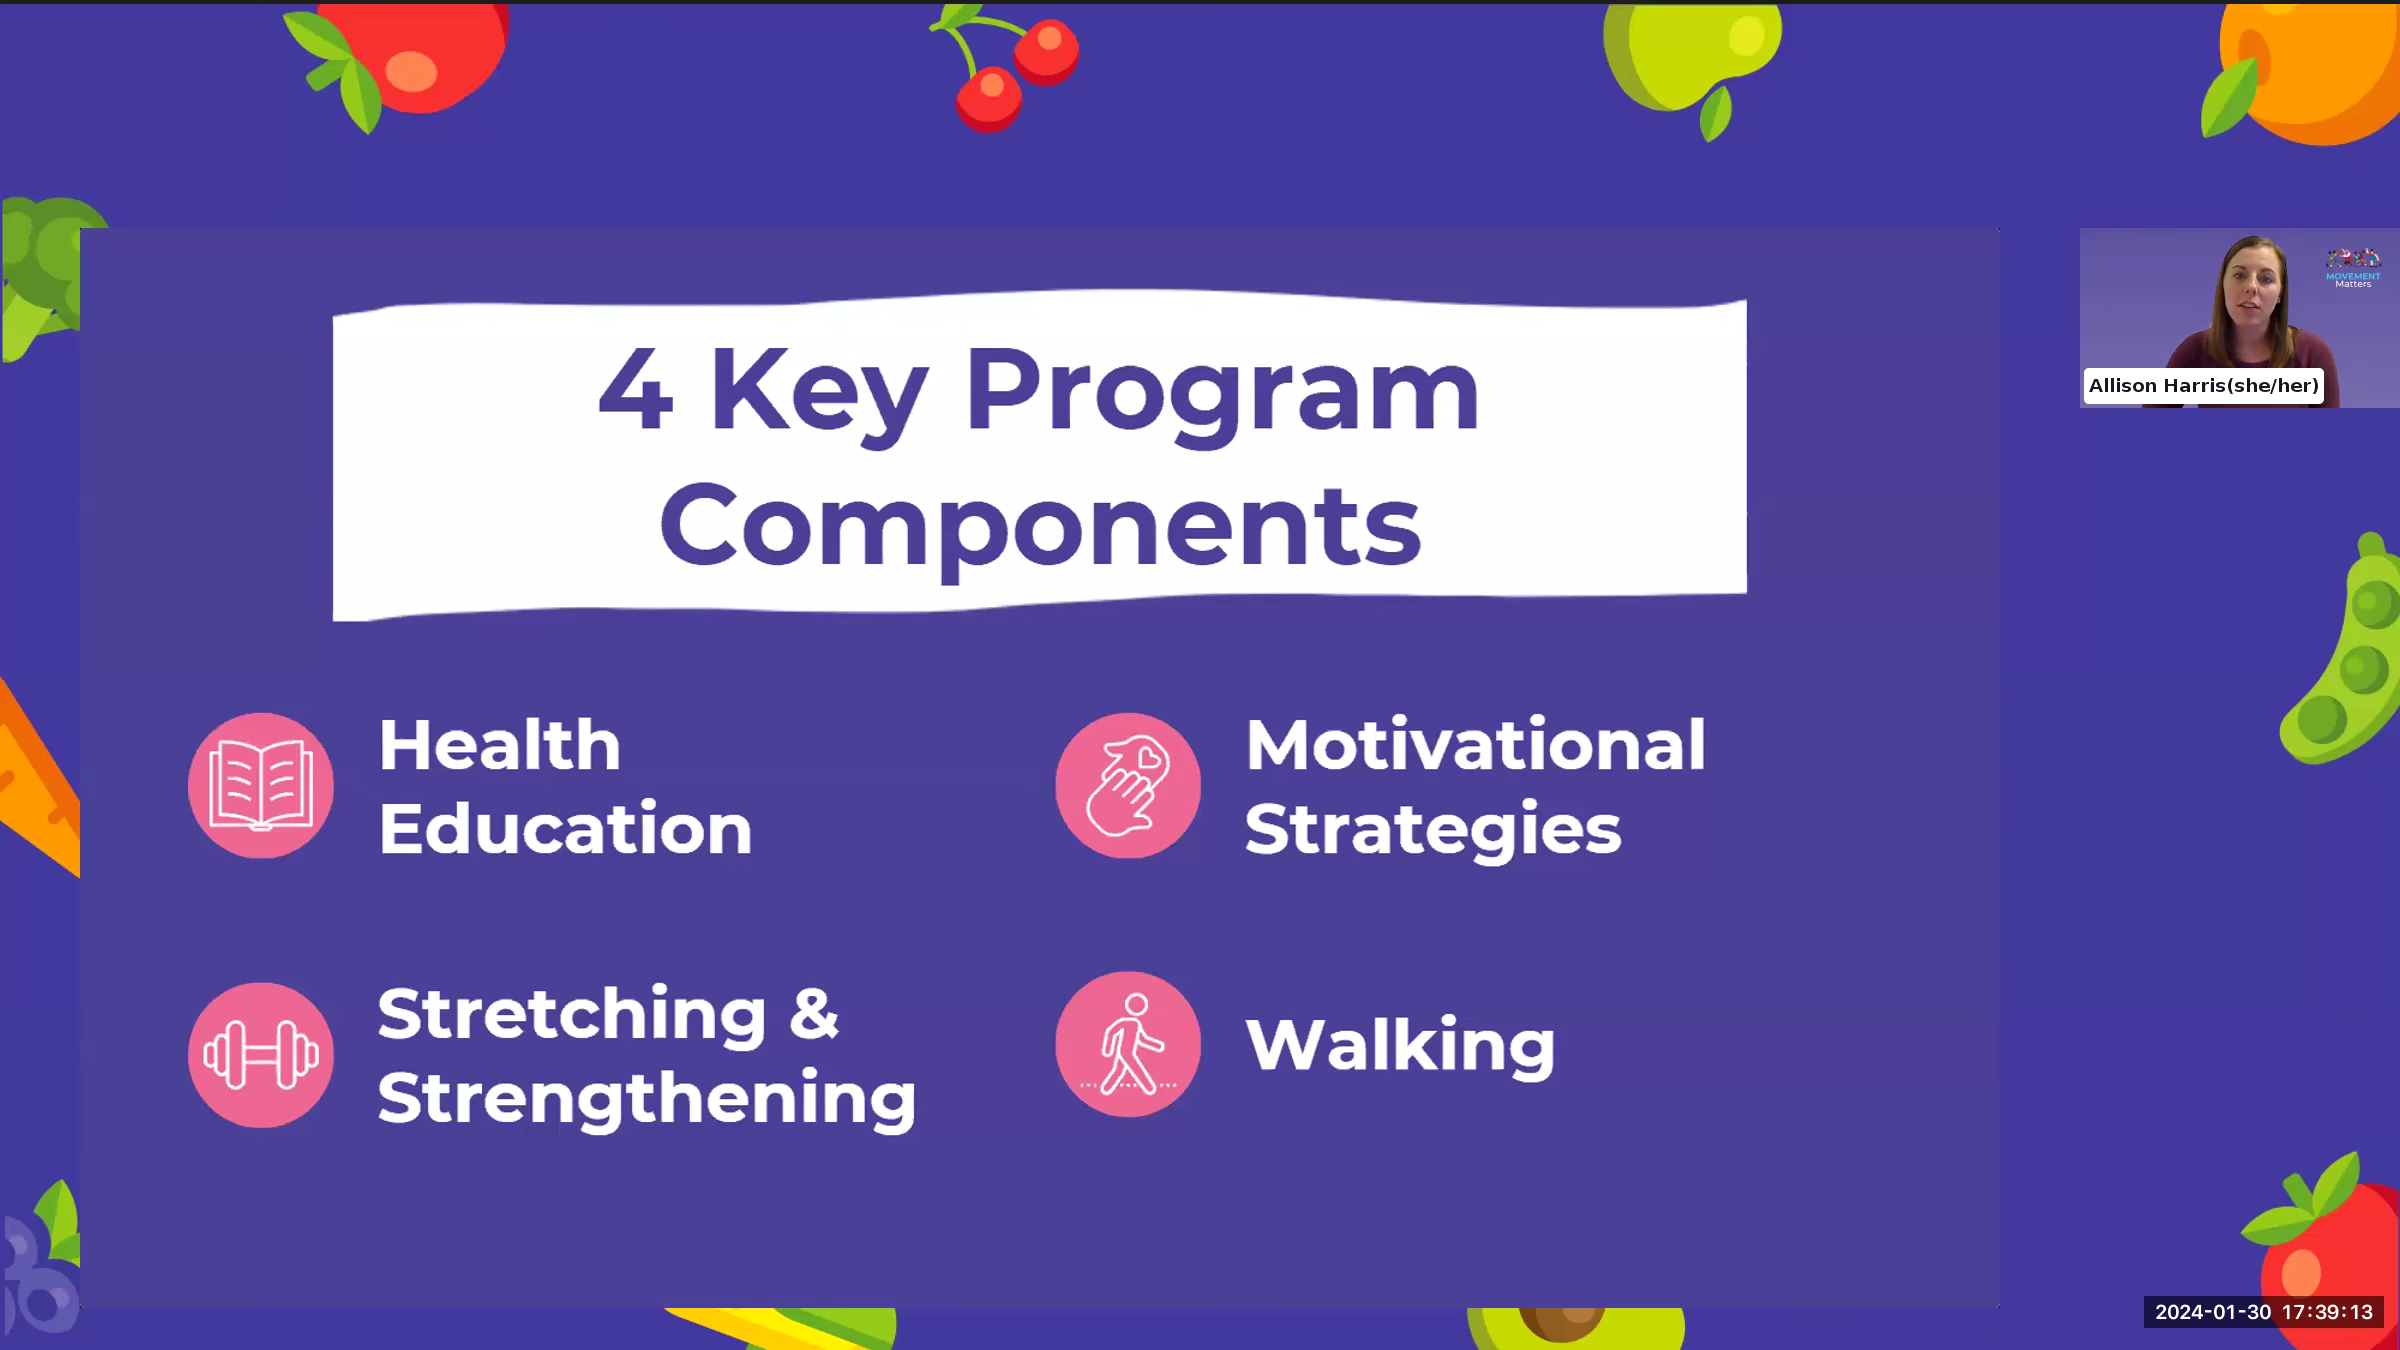 4 Key Program
Components
Health
Education
Motivational
Strategies
Stretching &
Strengthening
Walking
MOVEMENT
Matters
Allison Harris(she/her)
2024-01-30 17:39:13